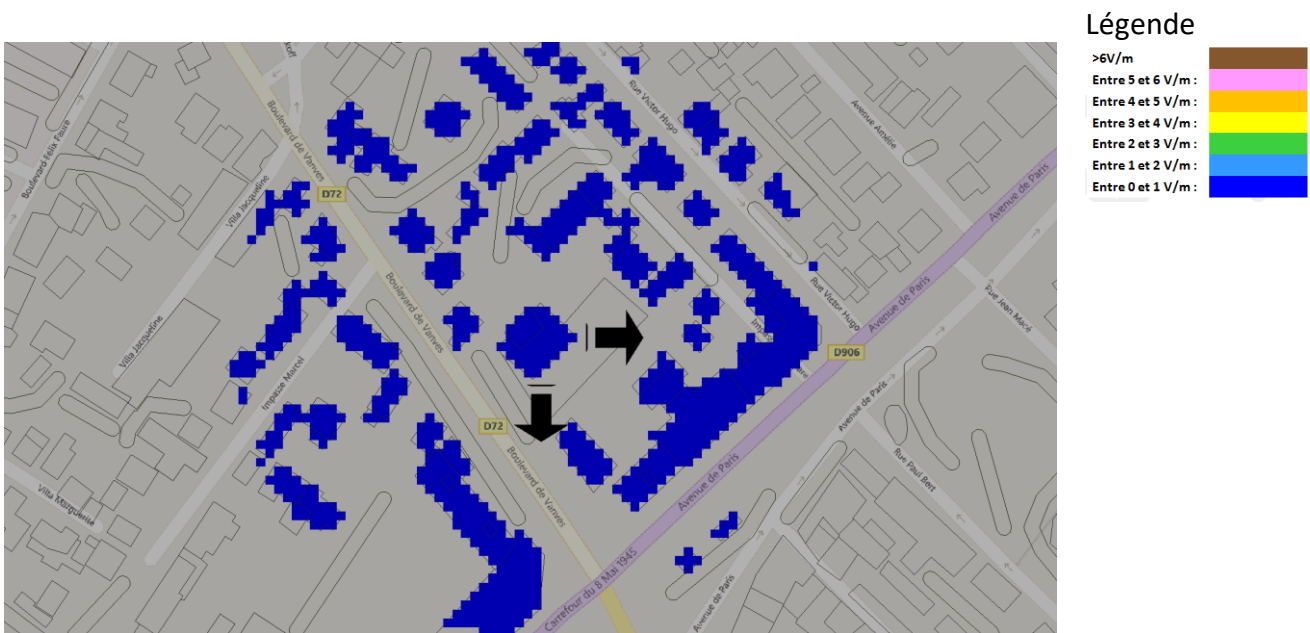 Légende
>6V/m
Entre 5 et 6 V/m :
Entre 4 et 5 V/m :
Entre 3 et 4 V/m :
Entre 2 et 3 V/m :
Entre 1 et 2 V/m :
Entre 0 et 1 V/m :
Boulevard Félix Faure
Boulevard de Vanves
Rue Victor Hugo
Avenue Amélie
D72
Villa Jacqueline
Avenue de Paris
Boulevard de Vanves
Rue Victor Hugo
Rue Jean Macé
Villa Jacqueline
Avenue de Paris
D906
Impasse Marcel
Avenue de Paris
D72
Boulevard de Vanves
Avenue de Paris
Rue Paul Bert
Villa Marguerite
Carrefour du 8 Mai 1945
Avenue de Paris